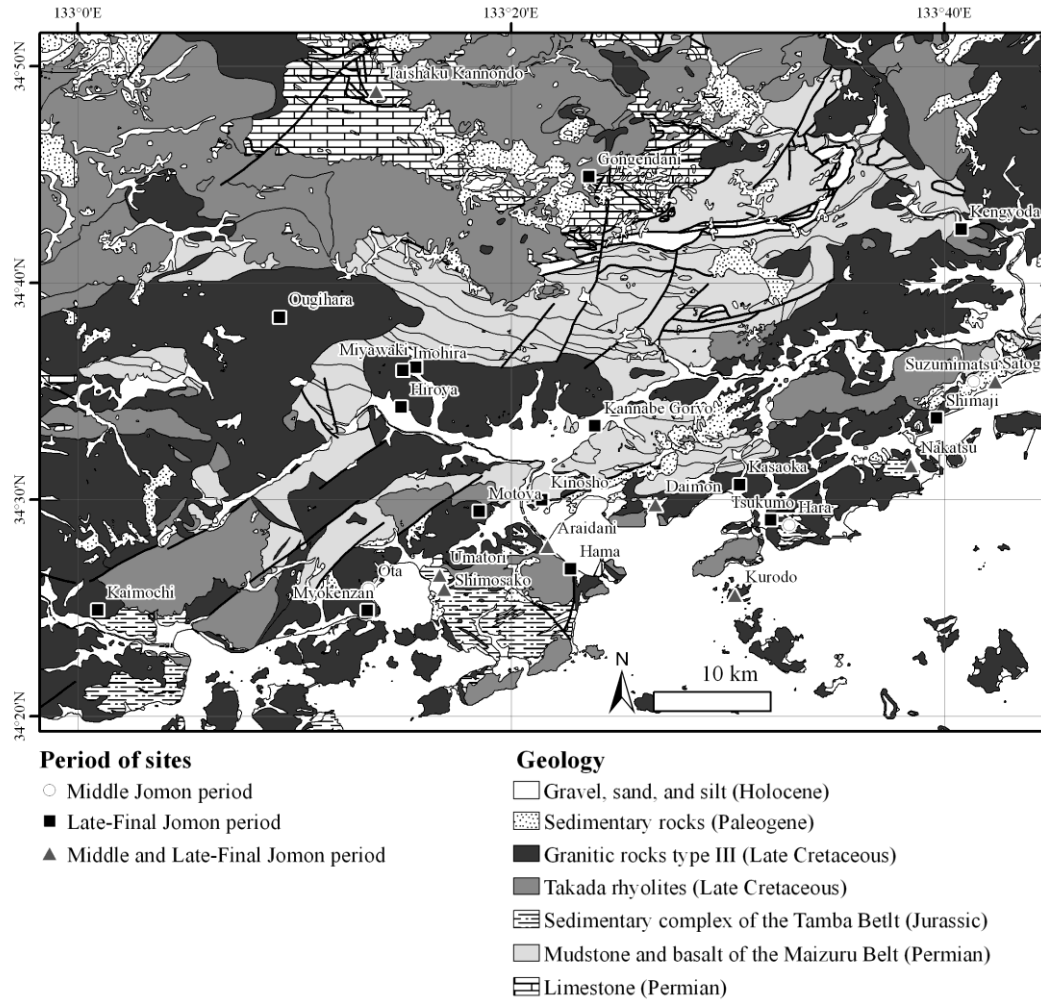 133°0'E 133°20'E 133°40'E
34°50'N
Taishaku Kannondo
Gongendani
Kengyoda
34°40'N
Ougihara
Miyawaki Imohira
Hiroya
Suzumimatsu Satog
Shimaji
Kannabe Goryo
Nakatsu
Kasaoka
Kinosho
Daimon
34°30'N
Motoya
Tsukumo Hara
Araidani
Hama
Umatori
Ota
Shimosako
Kurodo
Kaimochi
Myokenzan
N
10 km
34°20'N
Period of sites
Middle Jomon period
Late-Final Jomon period
Middle and Late-Final Jomon period
Geology
Gravel, sand, and silt (Holocene)
Sedimentary rocks (Paleogene)
Granitic rocks type III (Late Cretaceous)
Takada rhyolites (Late Cretaceous)
Sedimentary complex of the Tamba Betlt (Jurassic)
Mudstone and basalt of the Maizuru Belt (Permian)
Limestone (Permian)